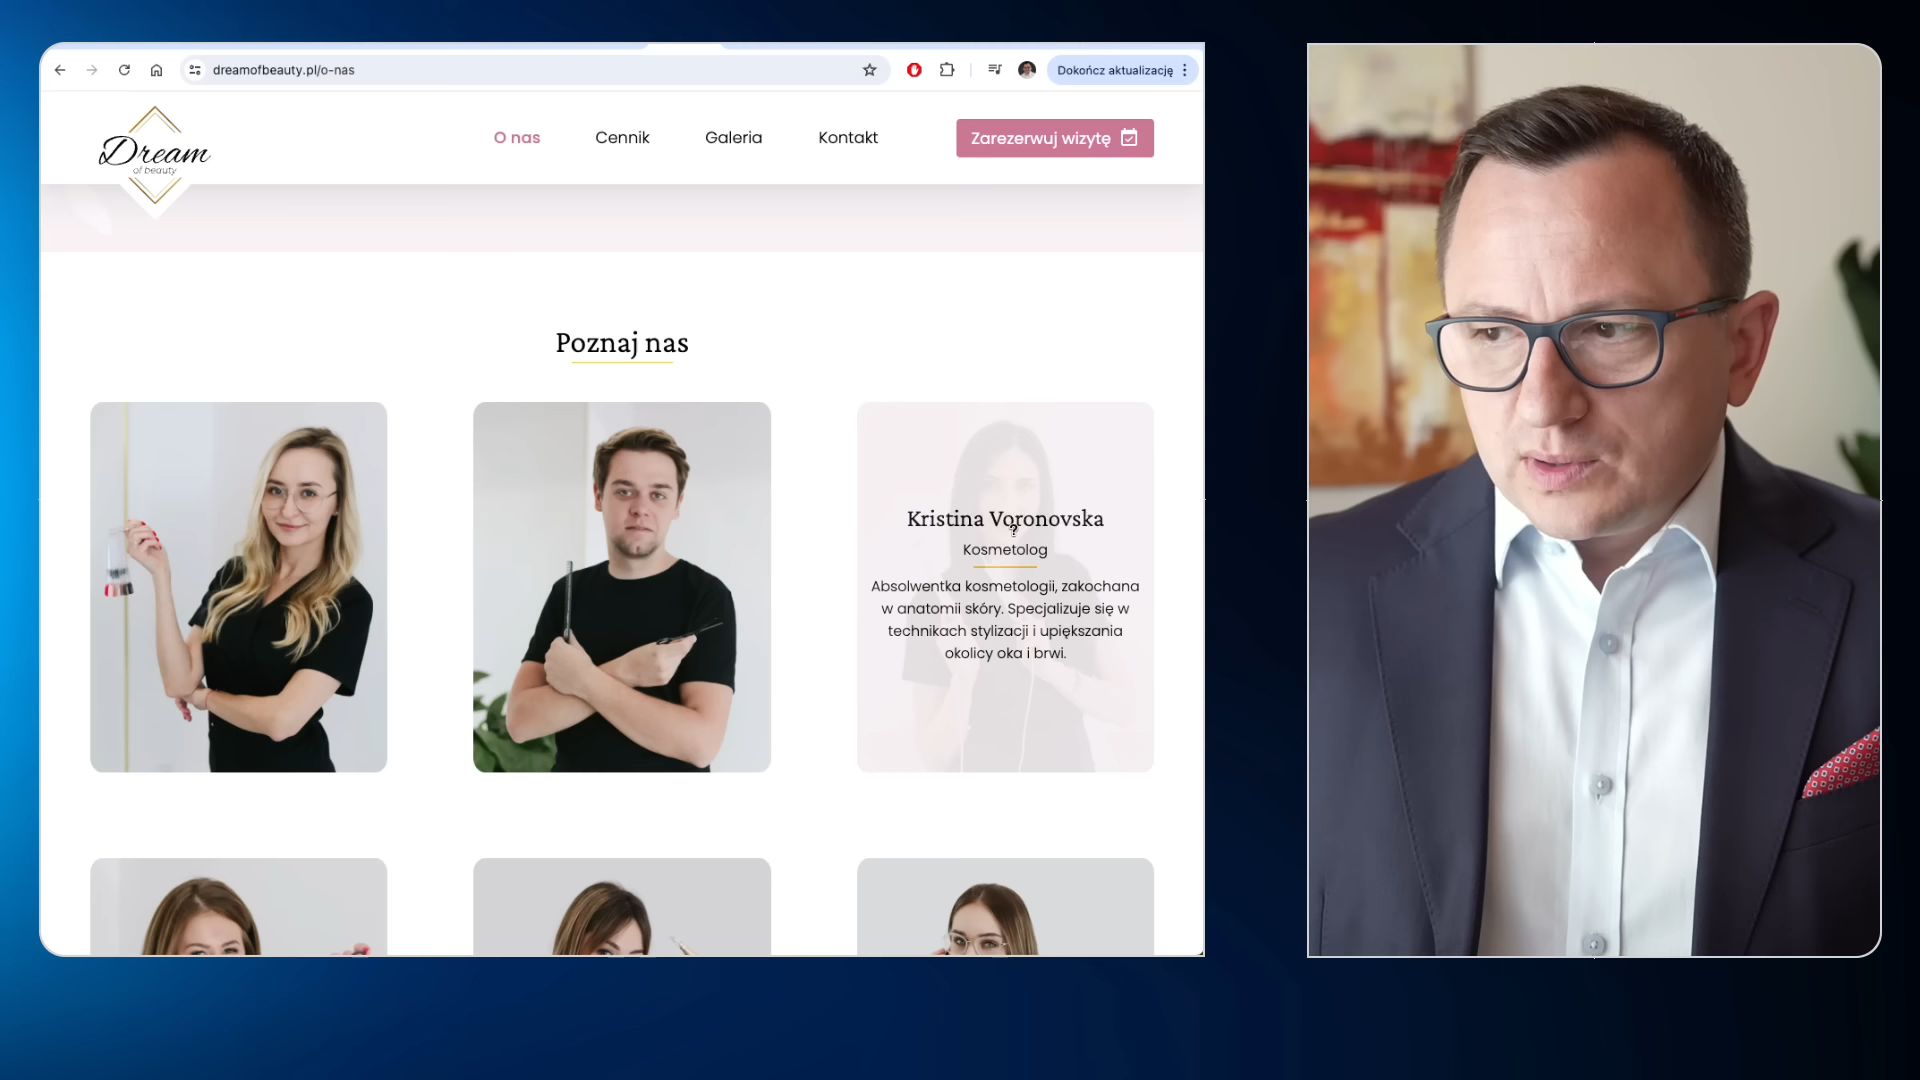 dreamofbeauty.pl/o-nas
Dokończ aktualizację
Dream
of beauty
O nas
Cennik
Galeria
Kontakt
Zarezerwuj wizytę
Poznaj nas
Kristina Voronovska
Kosmetolog
Absolwentka kosmetologii, zakochana
w anatomii skóry. Specjalizuje się w
technikach stylizacji i upiększania
okolicy oka i brwi.